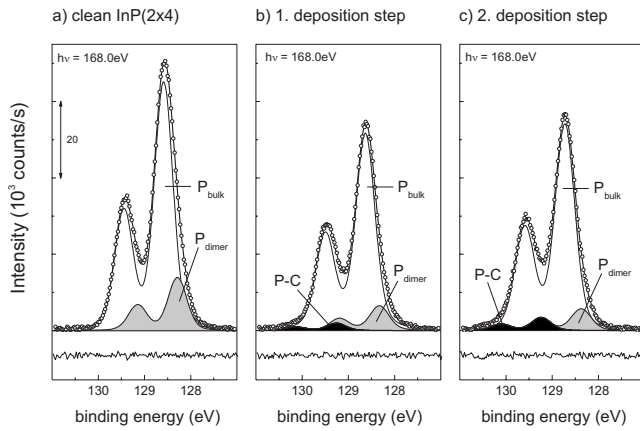 a) clean InP(2x4)
b) 1. deposition step
c) 2. deposition step
hν = 168.0eV
hν = 168.0eV
hν = 168.0eV
20
P_bulk
P_dimer
P-C
P_bulk
P_dimer
P-C
P_bulk
P_dimer
Intensity (10³ counts/s)
130 129 128
130 129 128
130 129 128
binding energy (eV)
binding energy (eV)
binding energy (eV)